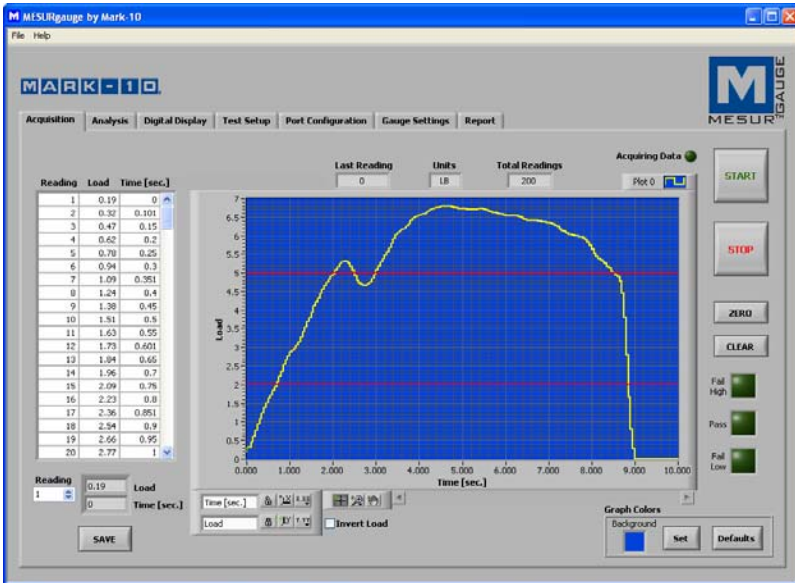 MESURgauge by Mark-10
File Help
MARK-10
M
MESUR GAUGE
Acquisition Analysis Digital Display Test Setup Port Configuration Gauge Settings Report
Last Reading Units Total Readings Acquiring Data
0 LB 200 Plot 0
START
STOP
ZERO
CLEAR
Fail High
Pass
Fail Low
Reading Load Time [sec.]
1 0.19 0
2 0.32 0.101
3 0.47 0.15
4 0.62 0.2
5 0.78 0.25
6 0.94 0.3
7 1.09 0.351
8 1.24 0.4
9 1.38 0.45
10 1.51 0.5
11 1.63 0.55
12 1.73 0.601
13 1.84 0.65
14 1.96 0.7
15 2.09 0.75
16 2.23 0.8
17 2.36 0.851
18 2.54 0.9
19 2.66 0.95
20 2.77 1
Load
7
6.5
6
5.5
5
4.5
4
3.5
3
2.5
2
1.5
1
0.5
0
0.000 1.000 2.000 3.000 4.000 5.000 6.000 7.000 8.000 9.000 10.000
Time [sec.]
Reading
1
0.19 Load
0 Time [sec.]
SAVE
Time [sec.]
Load
Invert Load
Graph Colors
Background
Set
Defaults